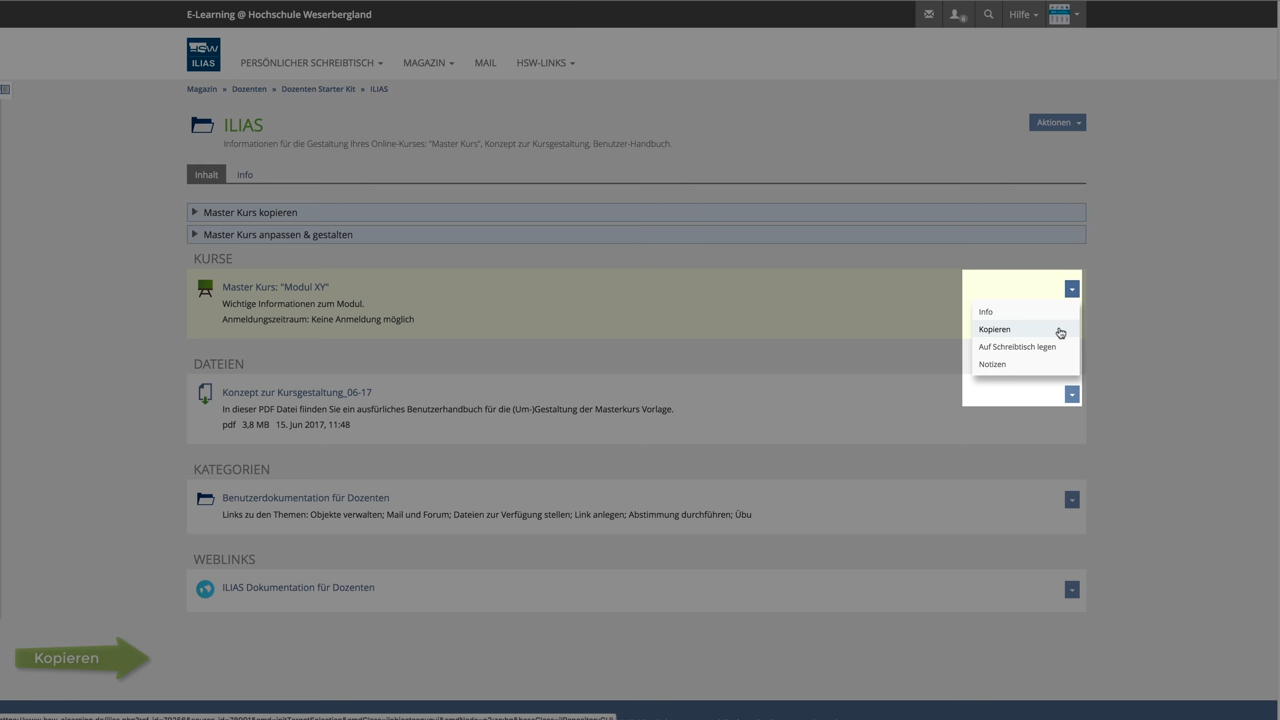 E-Learning @ Hochschule Weserbergland
6
Hilfe
HSW
ILIAS
PERSÖNLICHER SCHREIBTISCH
MAGAZIN
MAIL
HSW-LINKS
Magazin » Dozenten » Dozenten Starter Kit » ILIAS
ILIAS
Aktionen
Informationen für die Gestaltung Ihres Online-Kurses: "Master Kurs", Konzept zur Kursgestaltung, Benutzer-Handbuch.
Inhalt
Info
Master Kurs kopieren
Master Kurs anpassen & gestalten
KURSE
Master Kurs: "Modul XY"
Wichtige Informationen zum Modul.
Anmeldungszeitraum: Keine Anmeldung möglich
Info
Kopieren
Auf Schreibtisch legen
Notizen
DATEIEN
Konzept zur Kursgestaltung_06-17
In dieser PDF Datei fiinden Sie ein ausfürliches Benutzerhandbuch für die (Um-)Gestaltung der Masterkurs Vorlage.
pdf 3,8 MB 15. Jun 2017, 11:48
KATEGORIEN
Benutzerdokumentation für Dozenten
Links zu den Themen: Objekte verwalten; Mail und Forum; Dateien zur Verfügung stellen; Link anlegen; Abstimmung durchführen; Übu
WEBLINKS
ILIAS Dokumentation für Dozenten
Kopieren